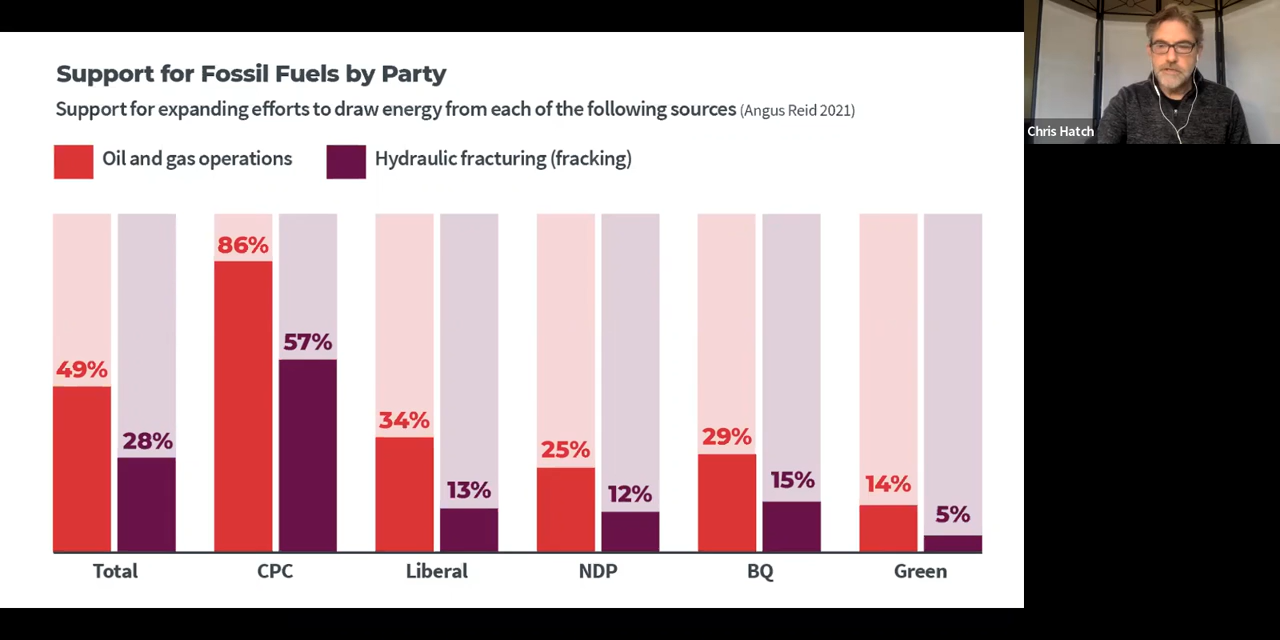 Support for Fossil Fuels by Party
Support for expanding efforts to draw energy from each of the following sources (Angus Reid 2021)
Oil and gas operations Hydraulic fracturing (fracking)
49% 28% 86% 57% 34% 13% 25% 12% 29% 15% 14% 5%
Total CPC Liberal NDP BQ Green
Chris Hatch